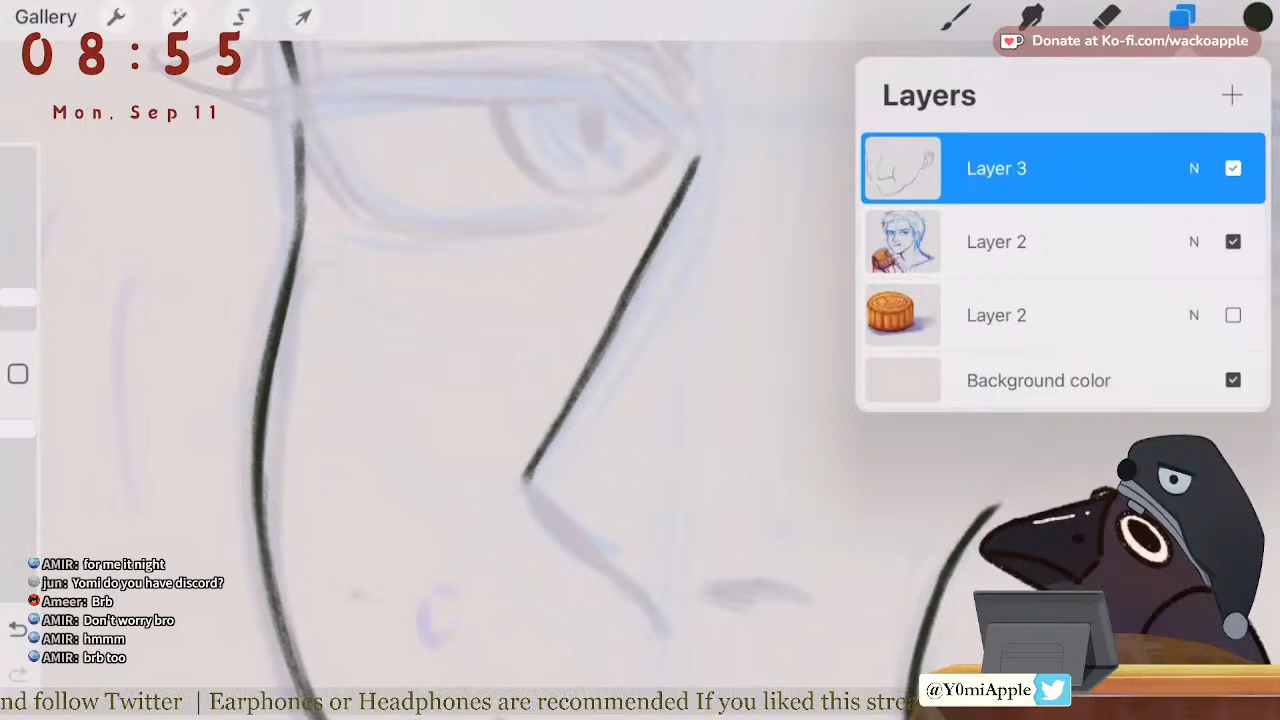 Gallery
08:55
Donate at Ko-fi.com/wackoapple
Mon, Sep 11
Layers
Layer 3 N
Layer 2 N
Layer 2 N
Background color
AMIR: for me it night
jun: Yomi do you have discord?
Ameer: Brb
AMIR: Don't worry bro
AMIR: hmmm
AMIR: brb too
@Y0miApple
nd follow Twitter | Earphones or Headphones are recommended If you liked this stre